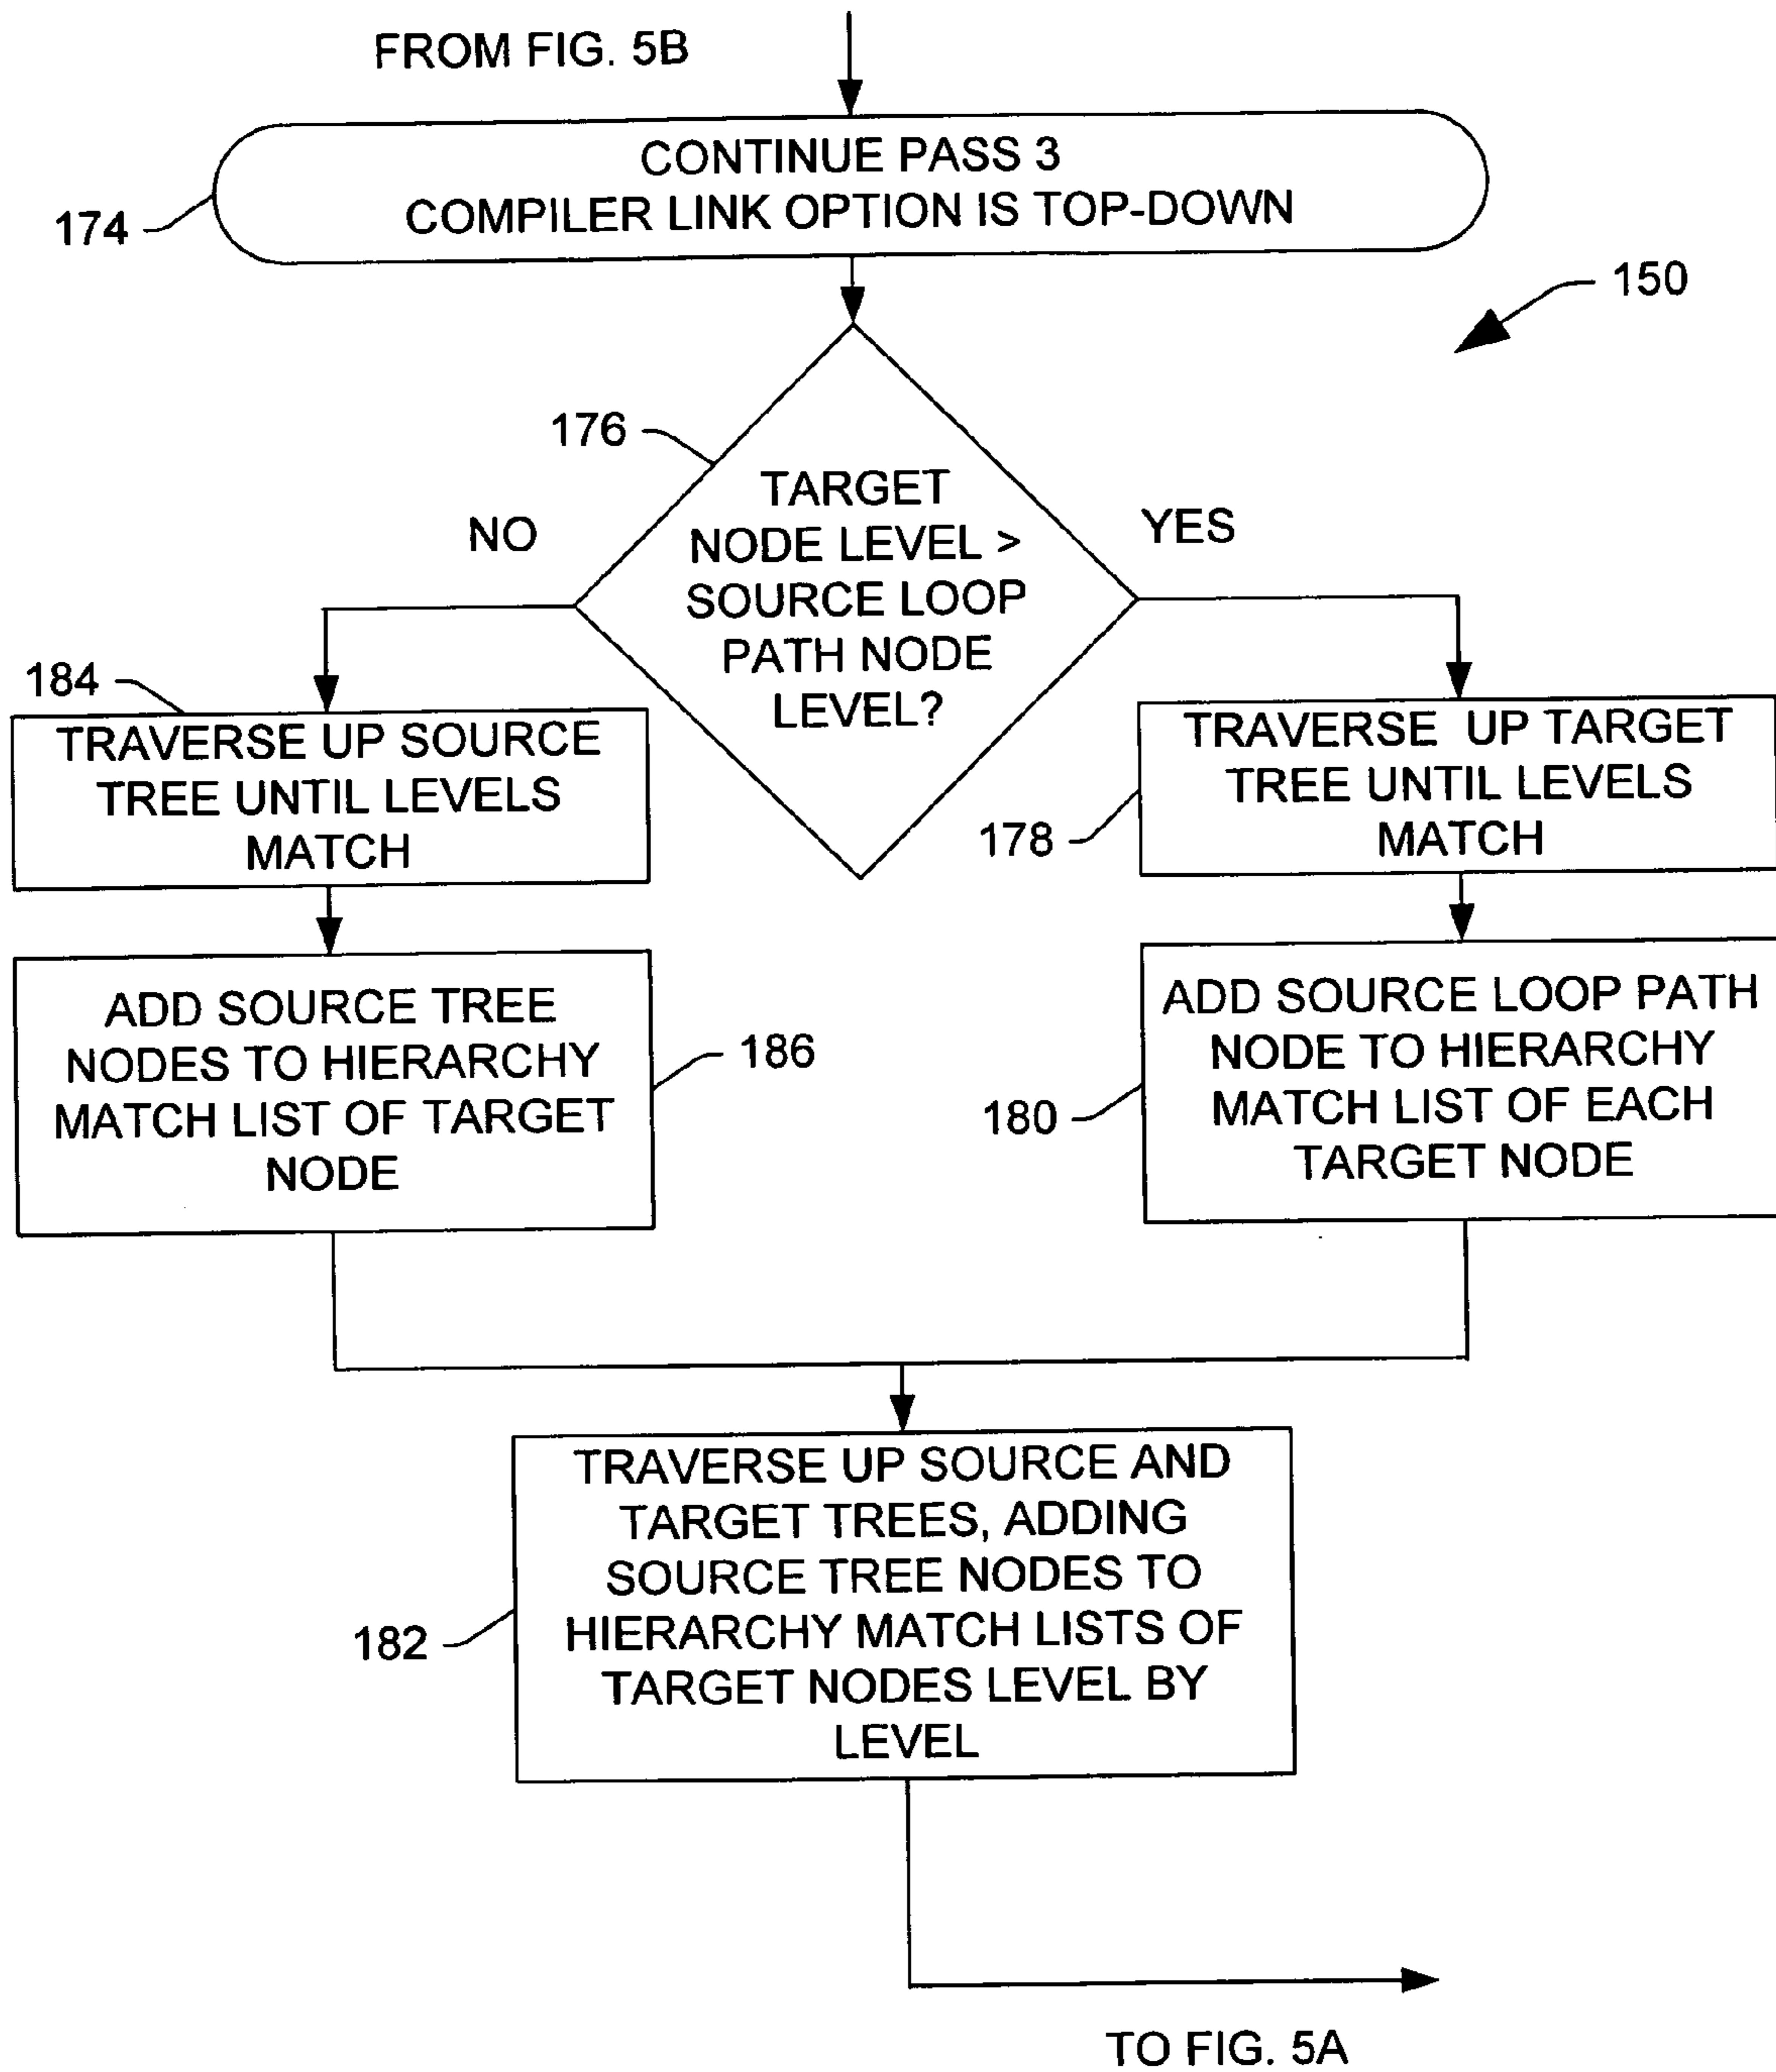 FROM FIG. 5B
CONTINUE PASS 3
COMPILER LINK OPTION IS TOP-DOWN
174
150
176
TARGET
NODE LEVEL >
SOURCE LOOP
PATH NODE
LEVEL?
NO
YES
184
TRAVERSE UP SOURCE
TREE UNTIL LEVELS
MATCH
TRAVERSE UP TARGET
TREE UNTIL LEVELS
MATCH
178
ADD SOURCE TREE
NODES TO HIERARCHY
MATCH LIST OF TARGET
NODE
186
ADD SOURCE LOOP PATH
NODE TO HIERARCHY
MATCH LIST OF EACH
TARGET NODE
180
TRAVERSE UP SOURCE AND
TARGET TREES, ADDING
SOURCE TREE NODES TO
HIERARCHY MATCH LISTS OF
TARGET NODES LEVEL BY
LEVEL
182
TO FIG. 5A